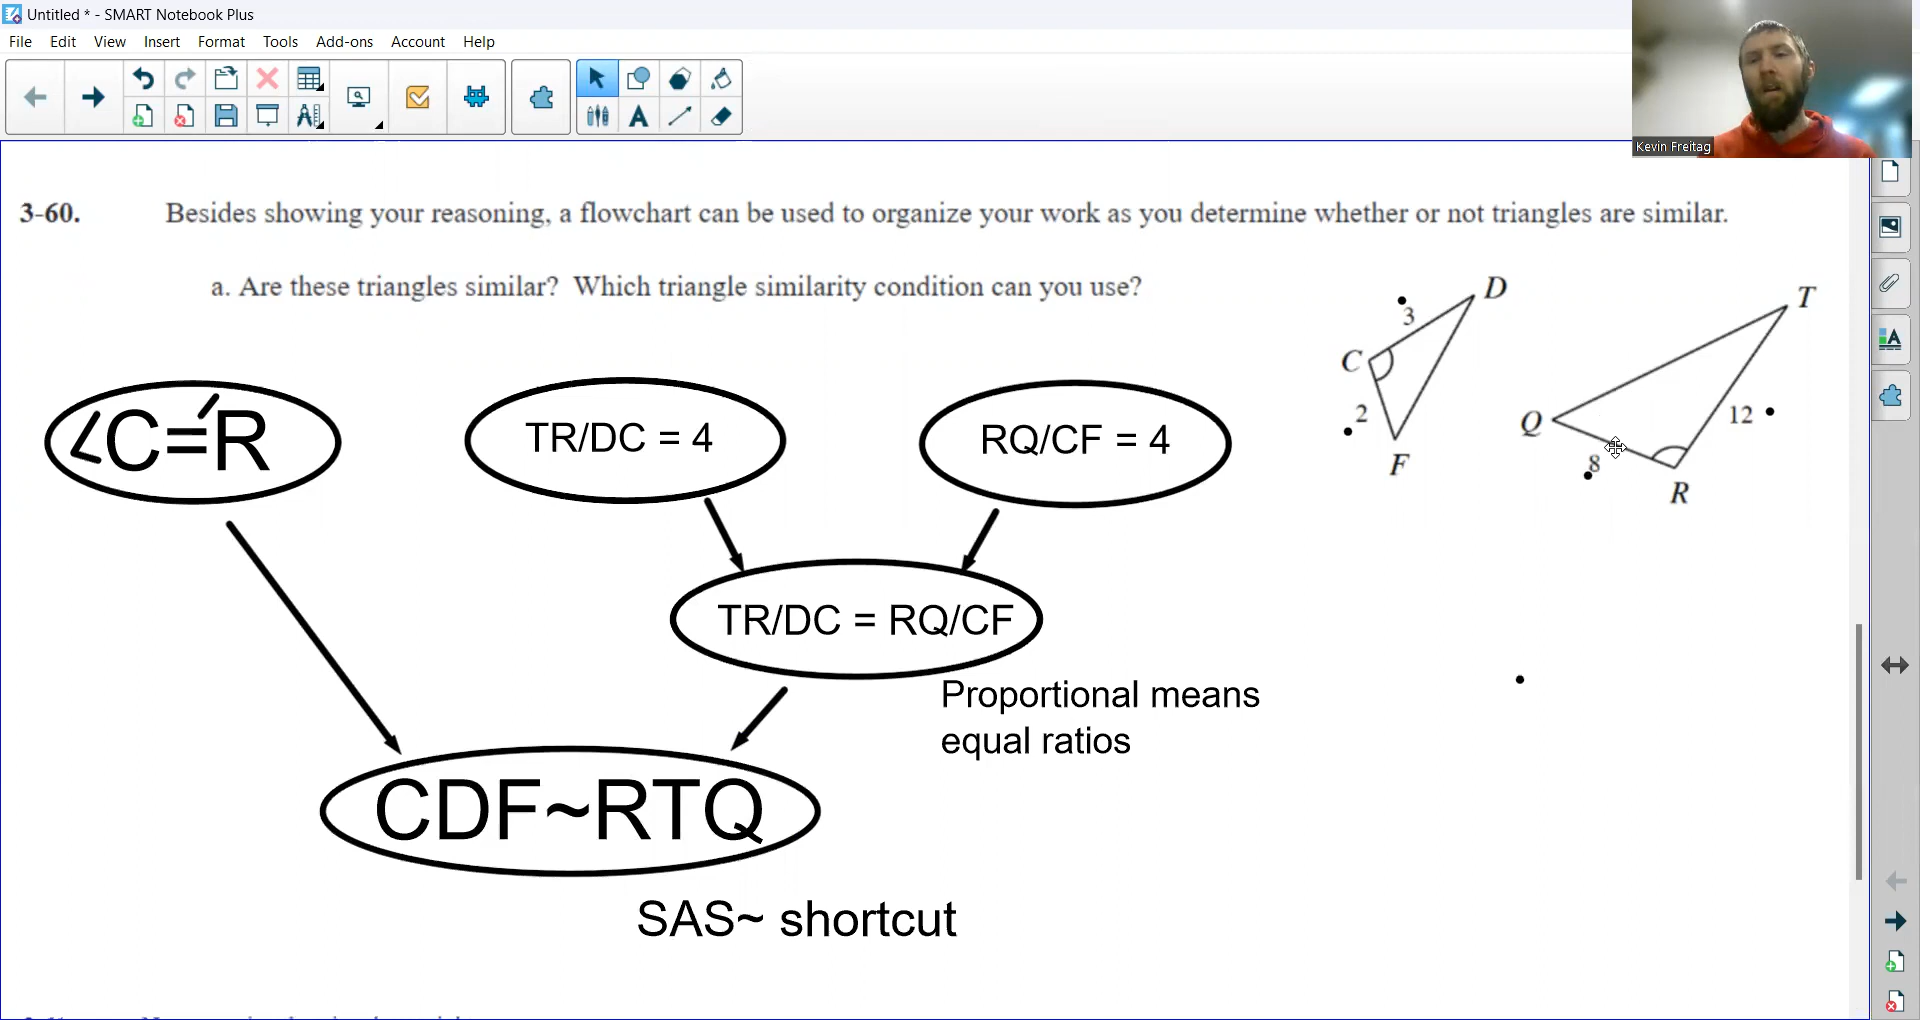 Untitled * - SMART Notebook Plus
File Edit View Insert Format Tools Add-ons Account Help
Kevin Freitag
3-60. Besides showing your reasoning, a flowchart can be used to organize your work as you determine whether or not triangles are similar.
a. Are these triangles similar? Which triangle similarity condition can you use?
D
T
3
C
2
Q
12
F
8
R
∠C=∠R
TR/DC = 4
RQ/CF = 4
TR/DC = RQ/CF
Proportional means
equal ratios
CDF~RTQ
SAS~ shortcut